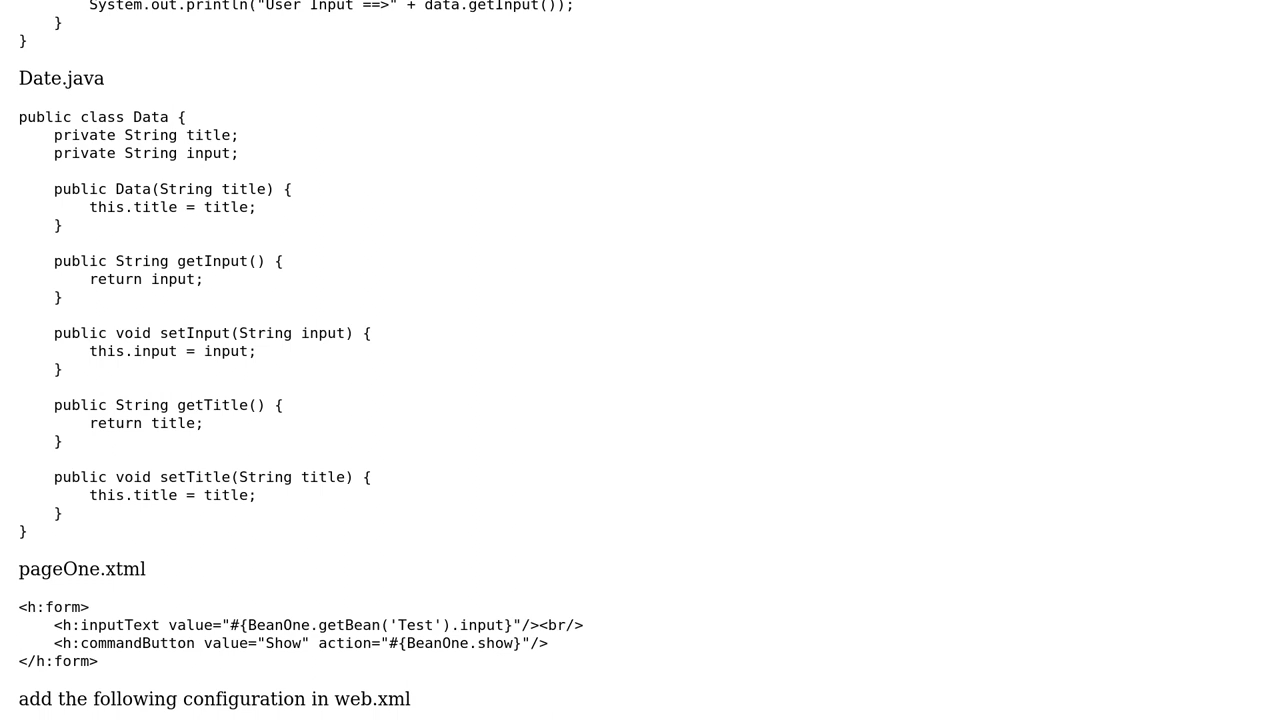 System.out.println("User Input ==>" + data.getInput());
    }
}
Date.java
public class Data {
    private String title;
    private String input;

    public Data(String title) {
        this.title = title;
    }

    public String getInput() {
        return input;
    }

    public void setInput(String input) {
        this.input = input;
    }

    public String getTitle() {
        return title;
    }

    public void setTitle(String title) {
        this.title = title;
    }
}
pageOne.xtml
<h:form>
    <h:inputText value="#{BeanOne.getBean('Test').input}"/><br/>
    <h:commandButton value="Show" action="#{BeanOne.show}"/>
</h:form>
add the following configuration in web.xml